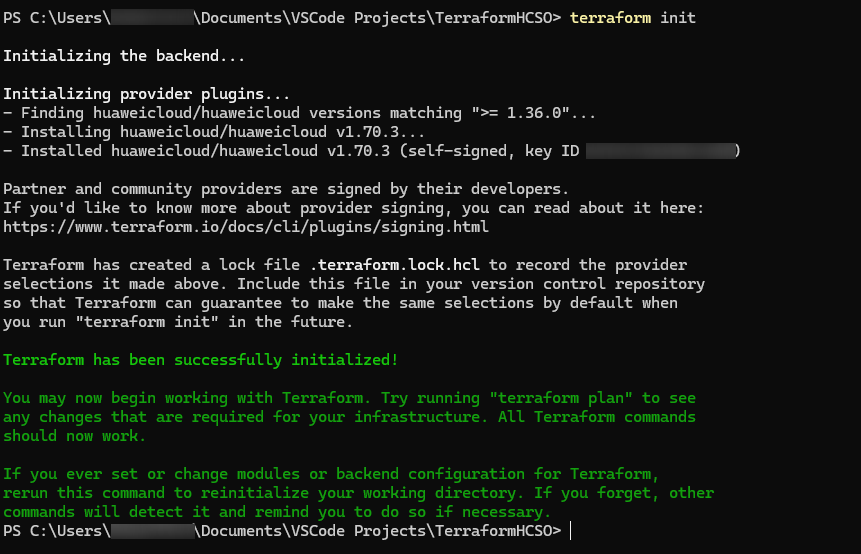 PS C:\Users\ \Documents\VSCode Projects\TerraformHCSO> terraform init
Initializing the backend...
Initializing provider plugins...
- Finding huaweicloud/huaweicloud versions matching ">= 1.36.0"...
- Installing huaweicloud/huaweicloud v1.70.3...
- Installed huaweicloud/huaweicloud v1.70.3 (self-signed, key ID )
Partner and community providers are signed by their developers.
If you'd like to know more about provider signing, you can read about it here:
https://www.terraform.io/docs/cli/plugins/signing.html
Terraform has created a lock file .terraform.lock.hcl to record the provider
selections it made above. Include this file in your version control repository
so that Terraform can guarantee to make the same selections by default when
you run "terraform init" in the future.
Terraform has been successfully initialized!
You may now begin working with Terraform. Try running "terraform plan" to see
any changes that are required for your infrastructure. All Terraform commands
should now work.
If you ever set or change modules or backend configuration for Terraform,
rerun this command to reinitialize your working directory. If you forget, other
commands will detect it and remind you to do so if necessary.
PS C:\Users\ \Documents\VSCode Projects\TerraformHCSO>